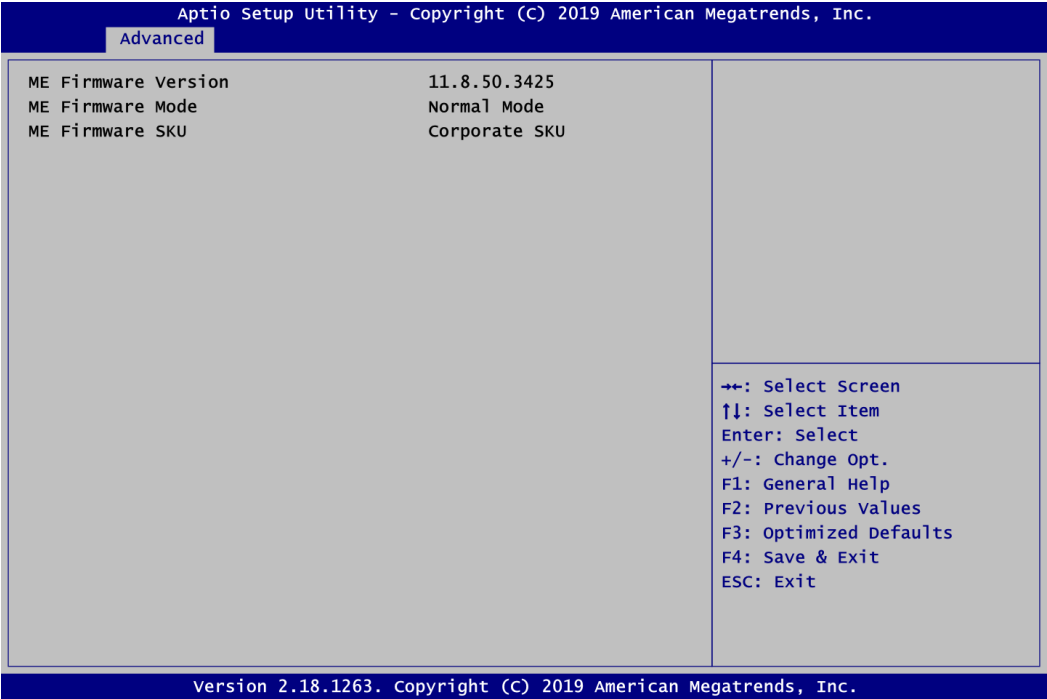 Aptio Setup Utility - Copyright (C) 2019 American Megatrends, Inc.
Advanced
ME Firmware Version 11.8.50.3425
ME Firmware Mode Normal Mode
ME Firmware SKU Corporate SKU
→←: Select Screen
↑↓: Select Item
Enter: Select
+/-: Change Opt.
F1: General Help
F2: Previous Values
F3: Optimized Defaults
F4: Save & Exit
ESC: Exit
Version 2.18.1263. Copyright (C) 2019 American Megatrends, Inc.